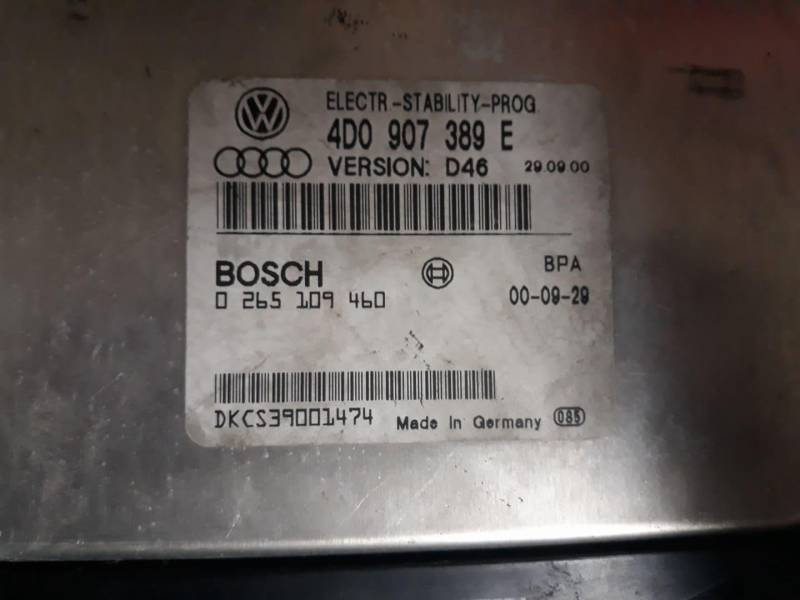 ELECTR-STABILITY-PROG
4D0 907 389 E
VERSION: D46 29.09.00
BOSCH BPA
0 265 109 460 00-09-29
DKCS39001474 Made in Germany 085